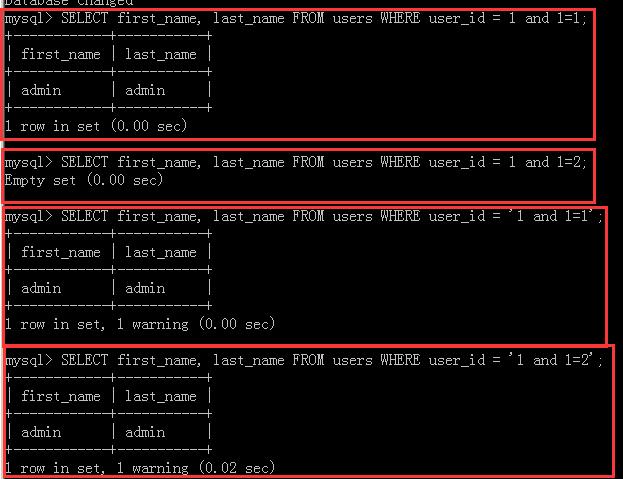 Database changed
mysql> SELECT first_name, last_name FROM users WHERE user_id = 1 and 1=1;
+------------+-----------+
| first_name | last_name |
+------------+-----------+
| admin      | admin     |
+------------+-----------+
1 row in set (0.00 sec)
mysql> SELECT first_name, last_name FROM users WHERE user_id = 1 and 1=2;
Empty set (0.00 sec)
mysql> SELECT first_name, last_name FROM users WHERE user_id = '1 and 1=1';
+------------+-----------+
| first_name | last_name |
+------------+-----------+
| admin      | admin     |
+------------+-----------+
1 row in set, 1 warning (0.00 sec)
mysql> SELECT first_name, last_name FROM users WHERE user_id = '1 and 1=2';
+------------+-----------+
| first_name | last_name |
+------------+-----------+
| admin      | admin     |
+------------+-----------+
1 row in set, 1 warning (0.02 sec)